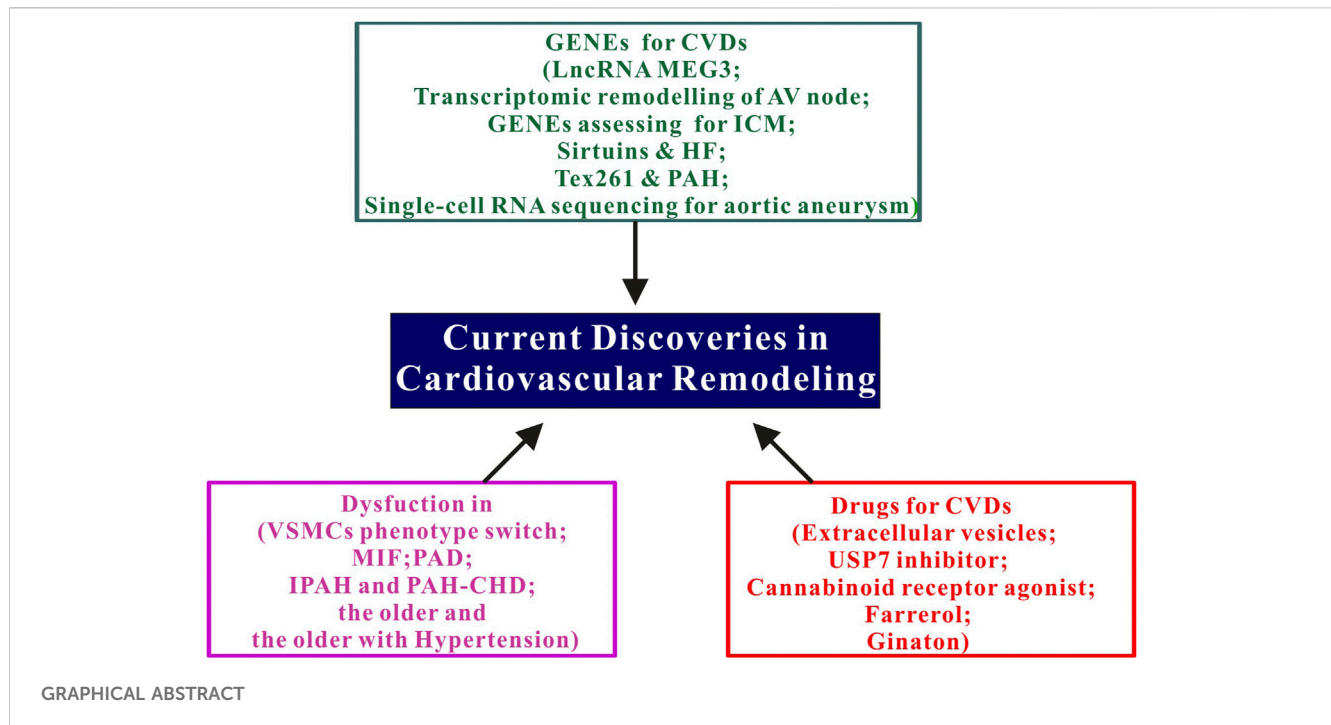 GENEs for CVDs
(LncRNA MEG3;
Transcriptomic remodelling of AV node;
GENEs assessing for ICM;
Sirtuins & HF;
Tex261 & PAH;
Single-cell RNA sequencing for aortic aneurysm)
Current Discoveries in
Cardiovascular Remodeling
Dysfuction in
(VSMCs phenotype switch;
MIF;PAD;
IPAH and PAH-CHD;
the older and
the older with Hypertension)
Drugs for CVDs
(Extracellular vesicles;
USP7 inhibitor;
Cannabinoid receptor agonist;
Farrerol;
Ginaton)
GRAPHICAL ABSTRACT